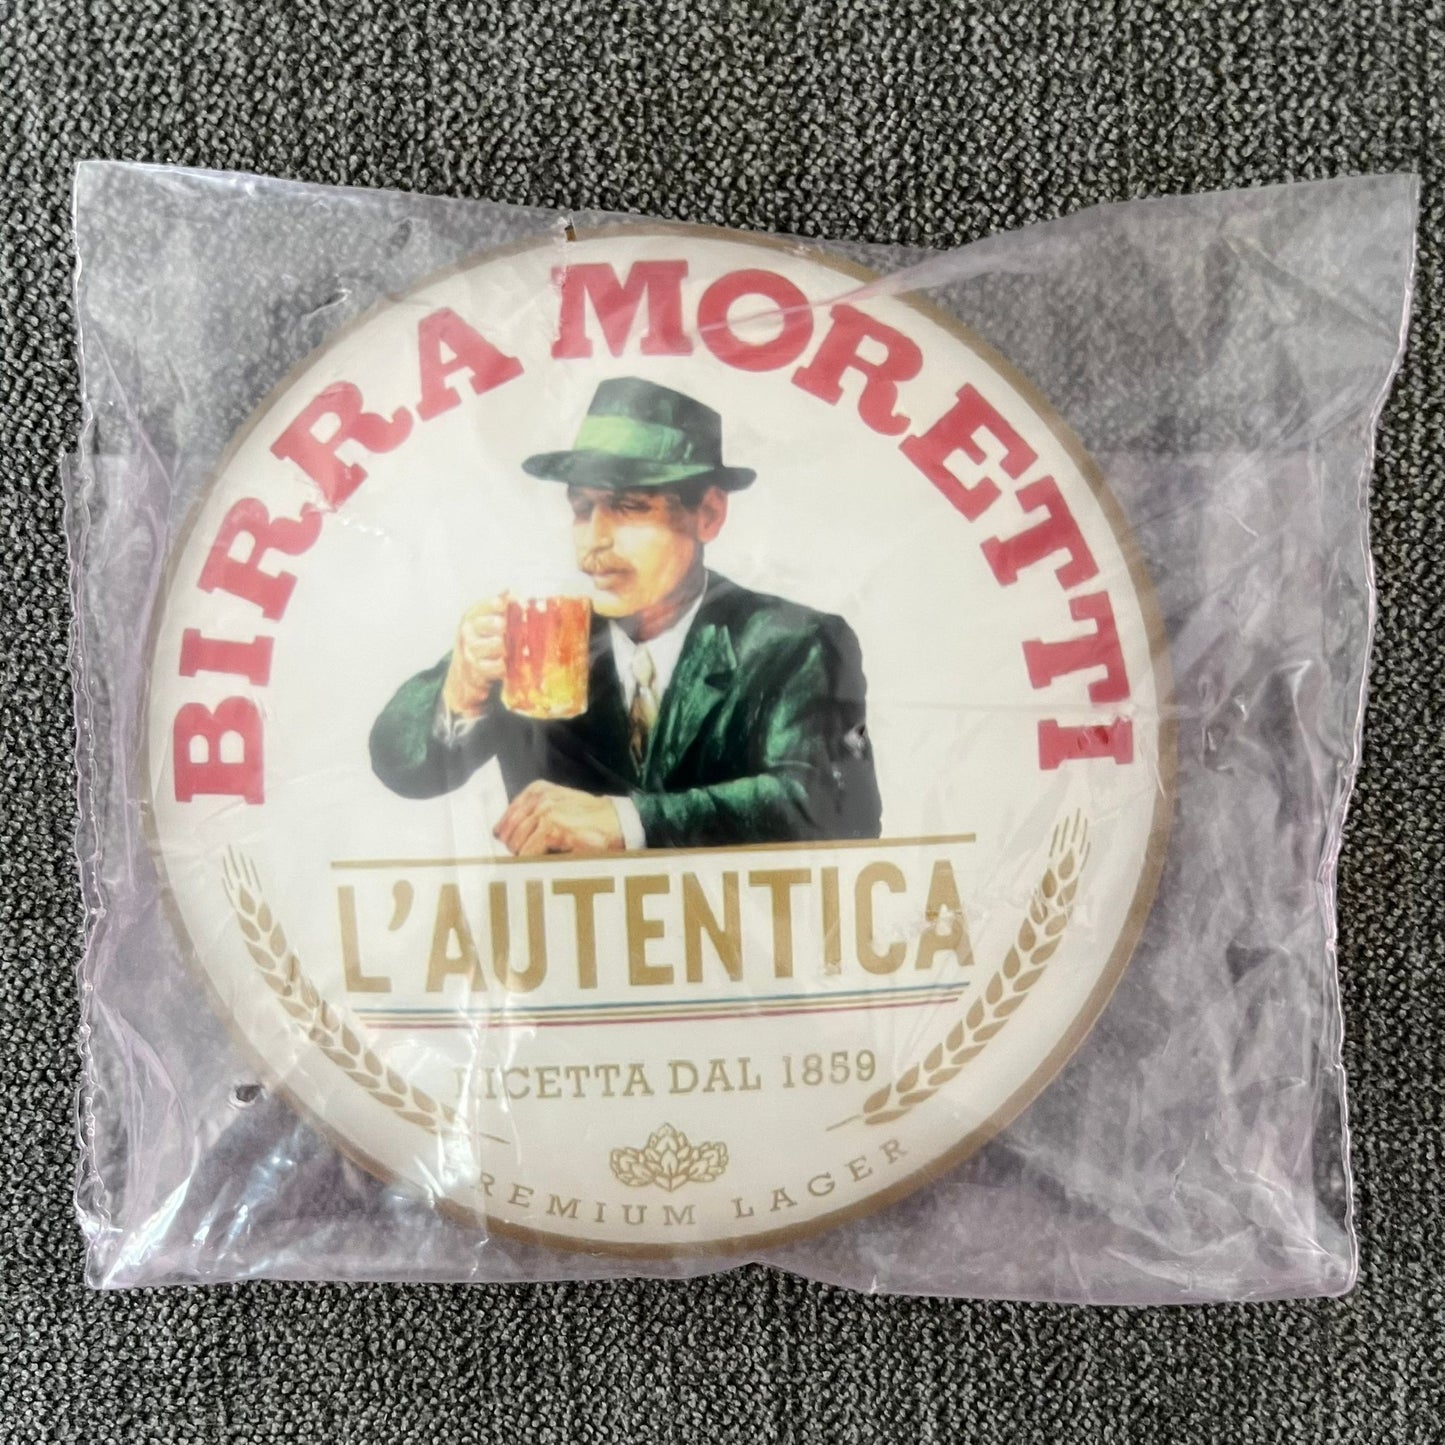 BIRRA MORETTI
L'AUTENTICA
RICETTA DAL 1859
PREMIUM LAGER